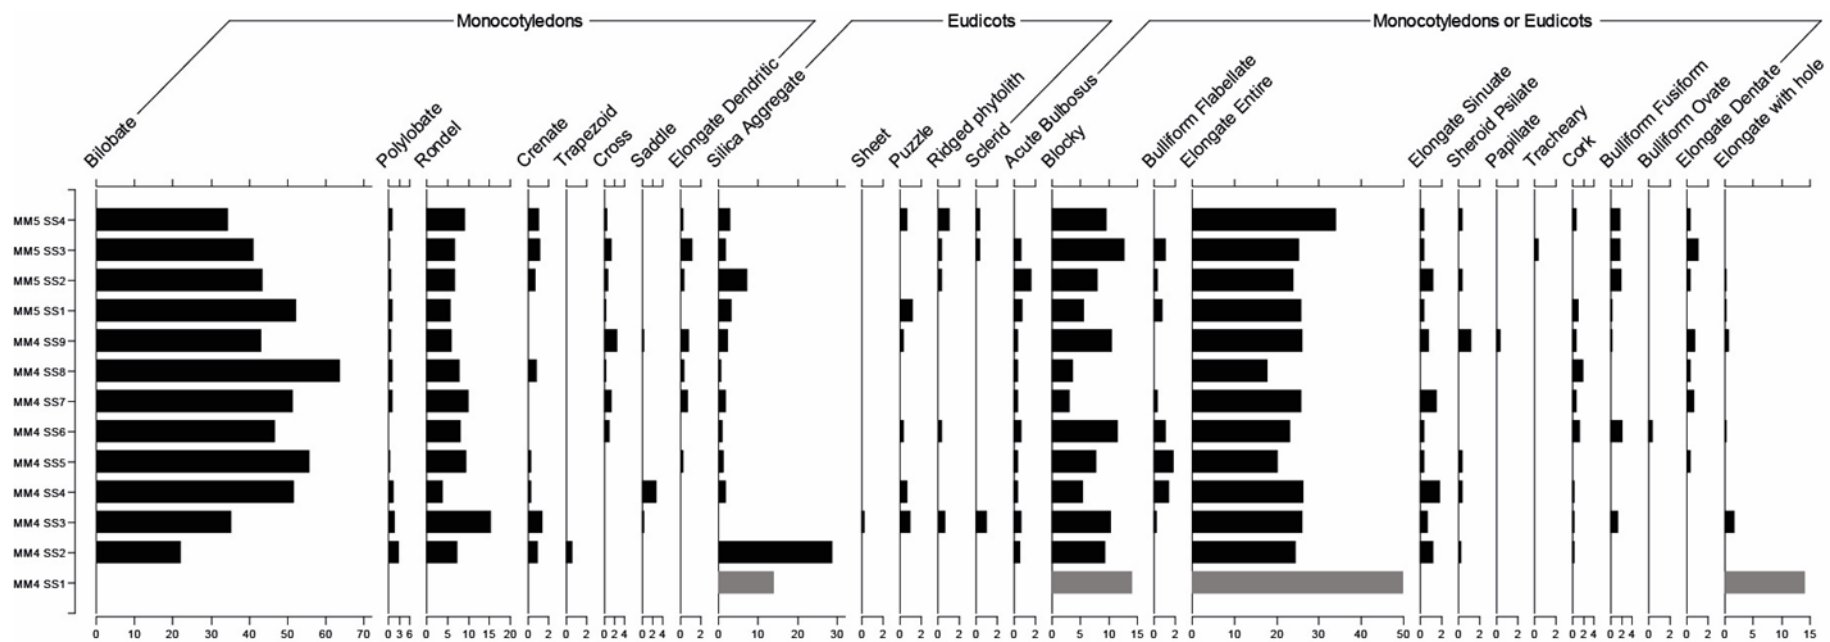 Monocotyledons
Eudicots
Monocotyledons or Eudicots
Bilobate
Polylobate
Rondel
Crenate
Trapezoid
Cross
Saddle
Elongate Dendritic
Silica Aggregate
Sheet
Puzzle
Ridged phytolith
Sclerid
Acute Bulbosus
Blocky
Bulliform Flabellate
Elongate Entire
Elongate Sinuate
Sheroid Psilate
Papillate
Tracheary
Cork
Bulliform Fusiform
Bulliform Ovate
Elongate Dentate
Elongate with hole
MM5 SS4
MM5 SS3
MM5 SS2
MM5 SS1
MM4 SS9
MM4 SS8
MM4 SS7
MM4 SS6
MM4 SS5
MM4 SS4
MM4 SS3
MM4 SS2
MM4 SS1
0 10 20 30 40 50 60 70 0 3 6 0 5 10 15 20 0 2 0 2 0 2 4 0 2 4 0 2 0 10 20 30 0 2 0 2 0 2 0 2 0 2 0 5 10 15 0 2 0 10 20 30 40 50 0 2 0 2 0 2 0 2 0 2 4 0 2 0 2 0 2 0 5 10 15